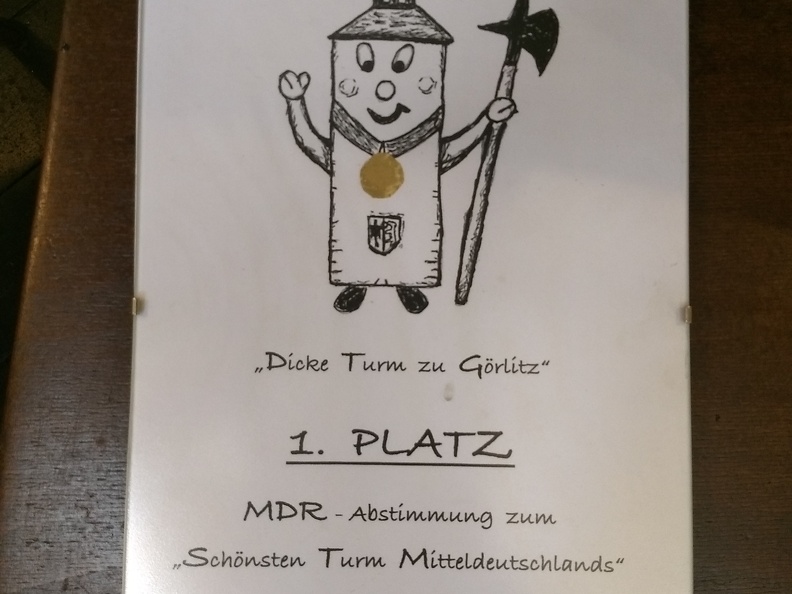 „Dicke Turm zu Görlitz“
1. PLATZ
MDR - Abstimmung zum
„Schönsten Turm Mitteldeutschlands“